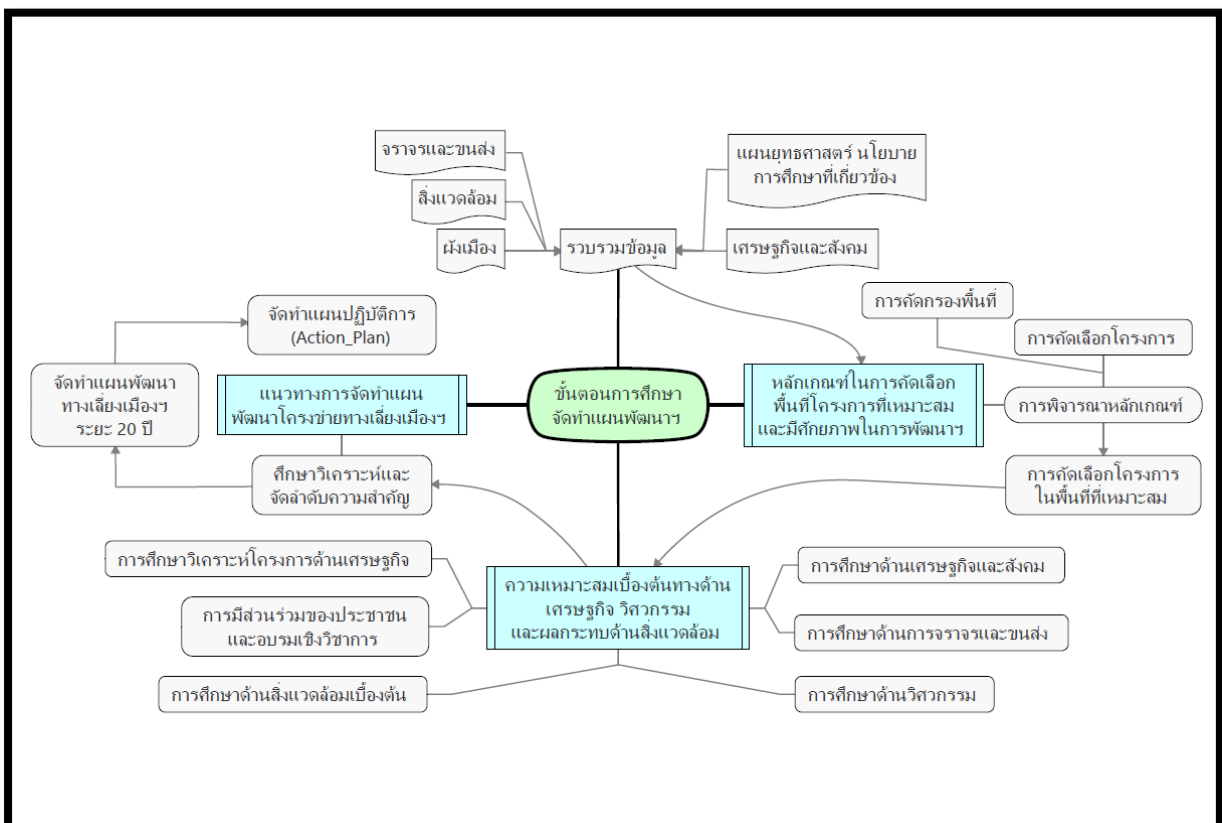 จราจรและขนส่ง
สิ่งแวดล้อม
ผังเมือง
รวบรวมข้อมูล
แผนยุทธศาสตร์ นโยบาย
การศึกษาที่เกี่ยวข้อง
เศรษฐกิจและสังคม
การคัดกรองพื้นที่
การคัดเลือกโครงการ
จัดทำแผนปฏิบัติการ
(Action_Plan)
จัดทำแผนพัฒนา
ทางเลี่ยงเมืองฯ
ระยะ 20 ปี
แนวทางการจัดทำแผน
พัฒนาโครงข่ายทางเลี่ยงเมืองฯ
ขั้นตอนการศึกษา
จัดทำแผนพัฒนาฯ
หลักเกณฑ์ในการคัดเลือก
พื้นที่โครงการที่เหมาะสม
และมีศักยภาพในการพัฒนาฯ
การพิจารณาหลักเกณฑ์
ศึกษาวิเคราะห์และ
จัดลำดับความสำคัญ
การคัดเลือกโครงการ
ในพื้นที่ที่เหมาะสม
การศึกษาวิเคราะห์โครงการด้านเศรษฐกิจ
การมีส่วนร่วมของประชาชน
และอบรมเชิงวิชาการ
การศึกษาด้านสิ่งแวดล้อมเบื้องต้น
ความเหมาะสมเบื้องต้นทางด้าน
เศรษฐกิจ วิศวกรรม
และผลกระทบด้านสิ่งแวดล้อม
การศึกษาด้านเศรษฐกิจและสังคม
การศึกษาด้านการจราจรและขนส่ง
การศึกษาด้านวิศวกรรม